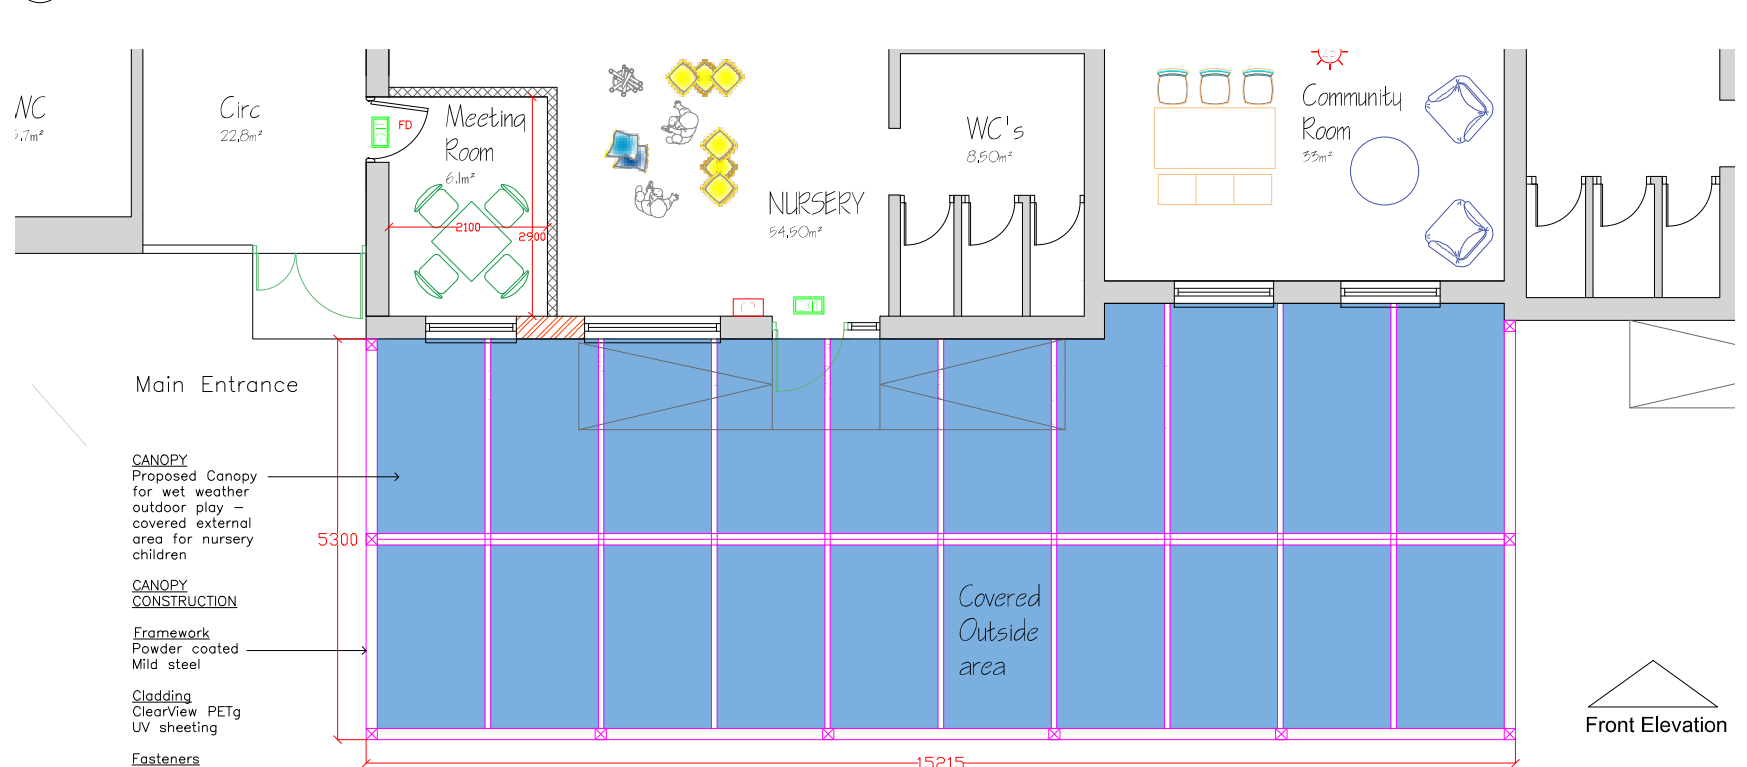 WC
Circ
22.8m²
FD
Meeting
Room
6.1m²
2100
2900
NURSERY
54.50m²
WC's
8.50m²
Community
Room
33m²
Main Entrance
CANOPY
Proposed Canopy
for wet weather
outdoor play –
covered external
area for nursery
children
CANOPY
CONSTRUCTION
Framework
Powder coated
Mild steel
Cladding
ClearView PETg
UV sheeting
Fasteners
5300
Covered
Outside
area
15215
Front Elevation